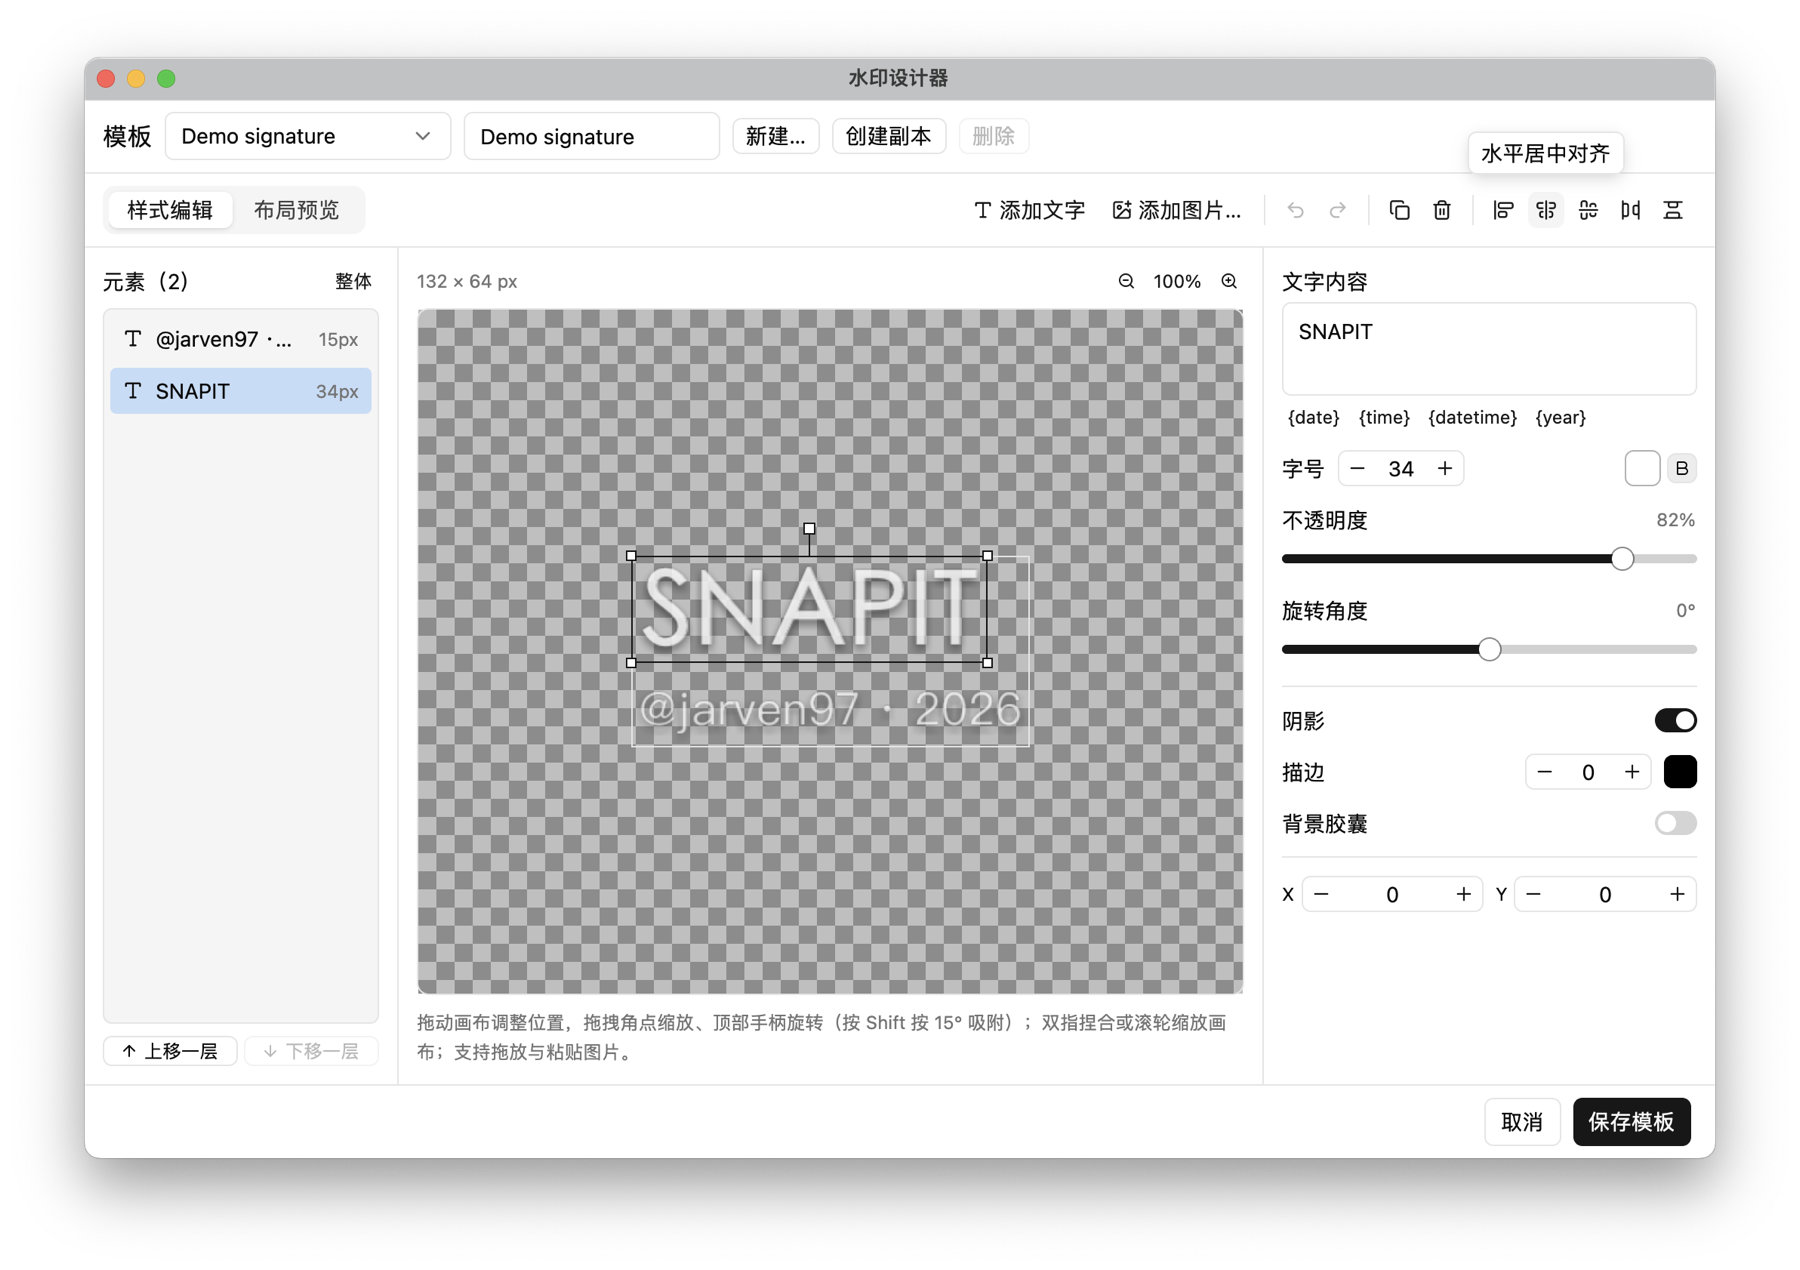 水印设计器
模板 Demo signature Demo signature 新建... 创建副本 删除
水平居中对齐
样式编辑 布局预览 添加文字 添加图片...
元素（2） 整体
@jarven97 · ... 15px
SNAPIT 34px
上移一层 下移一层
132 × 64 px 100%
SNAPIT
@jarven97 · 2026
拖动画布调整位置，拖拽角点缩放、顶部手柄旋转（按 Shift 按 15° 吸附）；双指捏合或滚轮缩放画
布；支持拖放与粘贴图片。
文字内容
SNAPIT
{date} {time} {datetime} {year}
字号 − 34 + B
不透明度 82%
旋转角度 0°
阴影
描边 − 0 +
背景胶囊
X − 0 + Y − 0 +
取消 保存模板